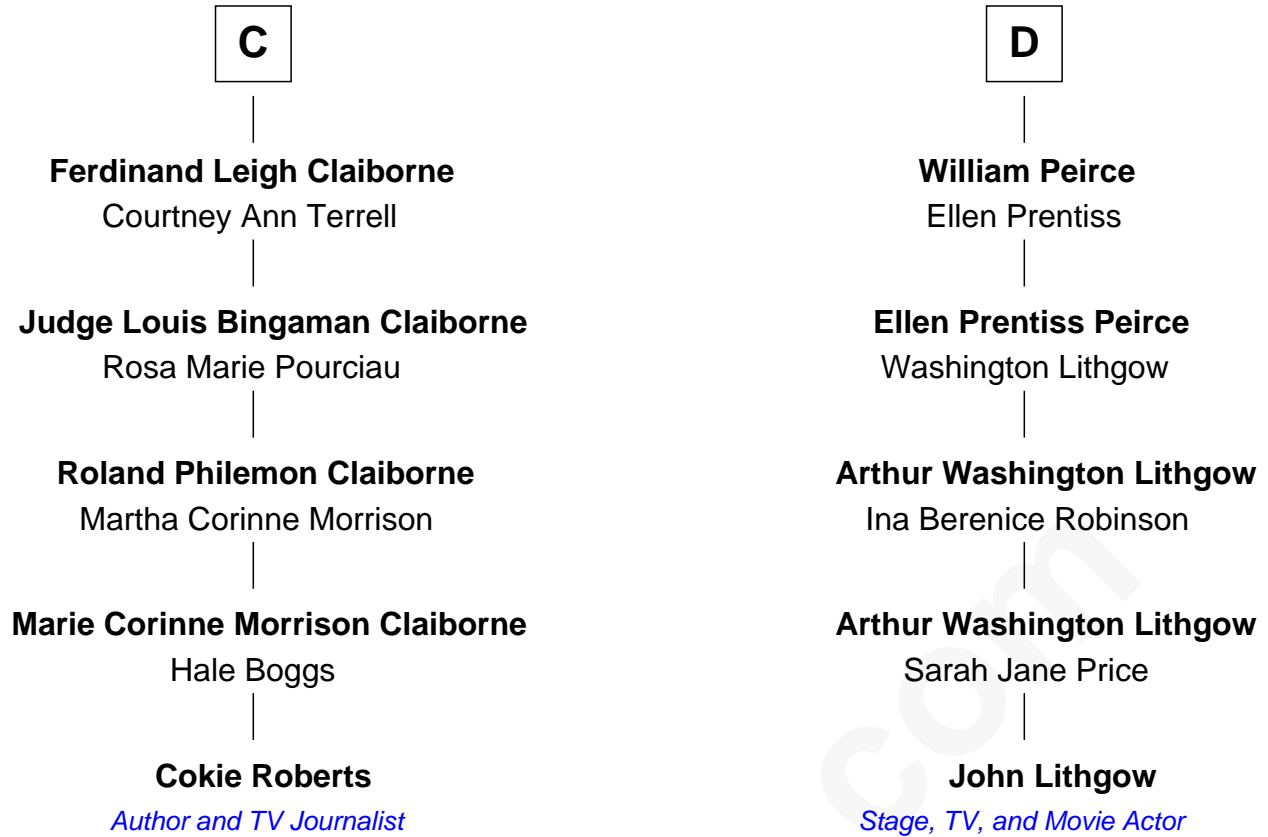 C
Ferdinand Leigh Claiborne
Courtney Ann Terrell
Judge Louis Bingaman Claiborne
Rosa Marie Pourciau
Roland Philemon Claiborne
Martha Corinne Morrison
Marie Corinne Morrison Claiborne
Hale Boggs
Cokie Roberts
Author and TV Journalist
D
William Peirce
Ellen Prentiss
Ellen Prentiss Peirce
Washington Lithgow
Arthur Washington Lithgow
Ina Berenice Robinson
Arthur Washington Lithgow
Sarah Jane Price
John Lithgow
Stage, TV, and Movie Actor
com